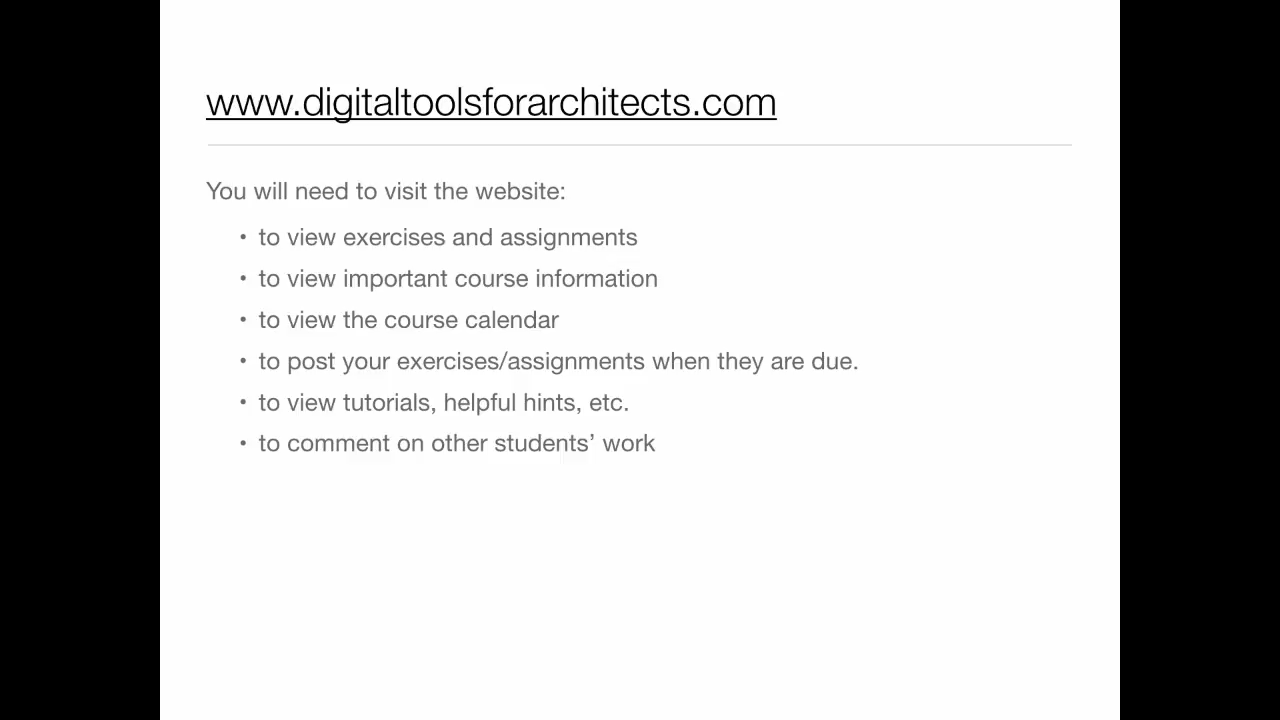 www.digitaltoolsforarchitects.com
You will need to visit the website:
• to view exercises and assignments
• to view important course information
• to view the course calendar
• to post your exercises/assignments when they are due.
• to view tutorials, helpful hints, etc.
• to comment on other students’ work